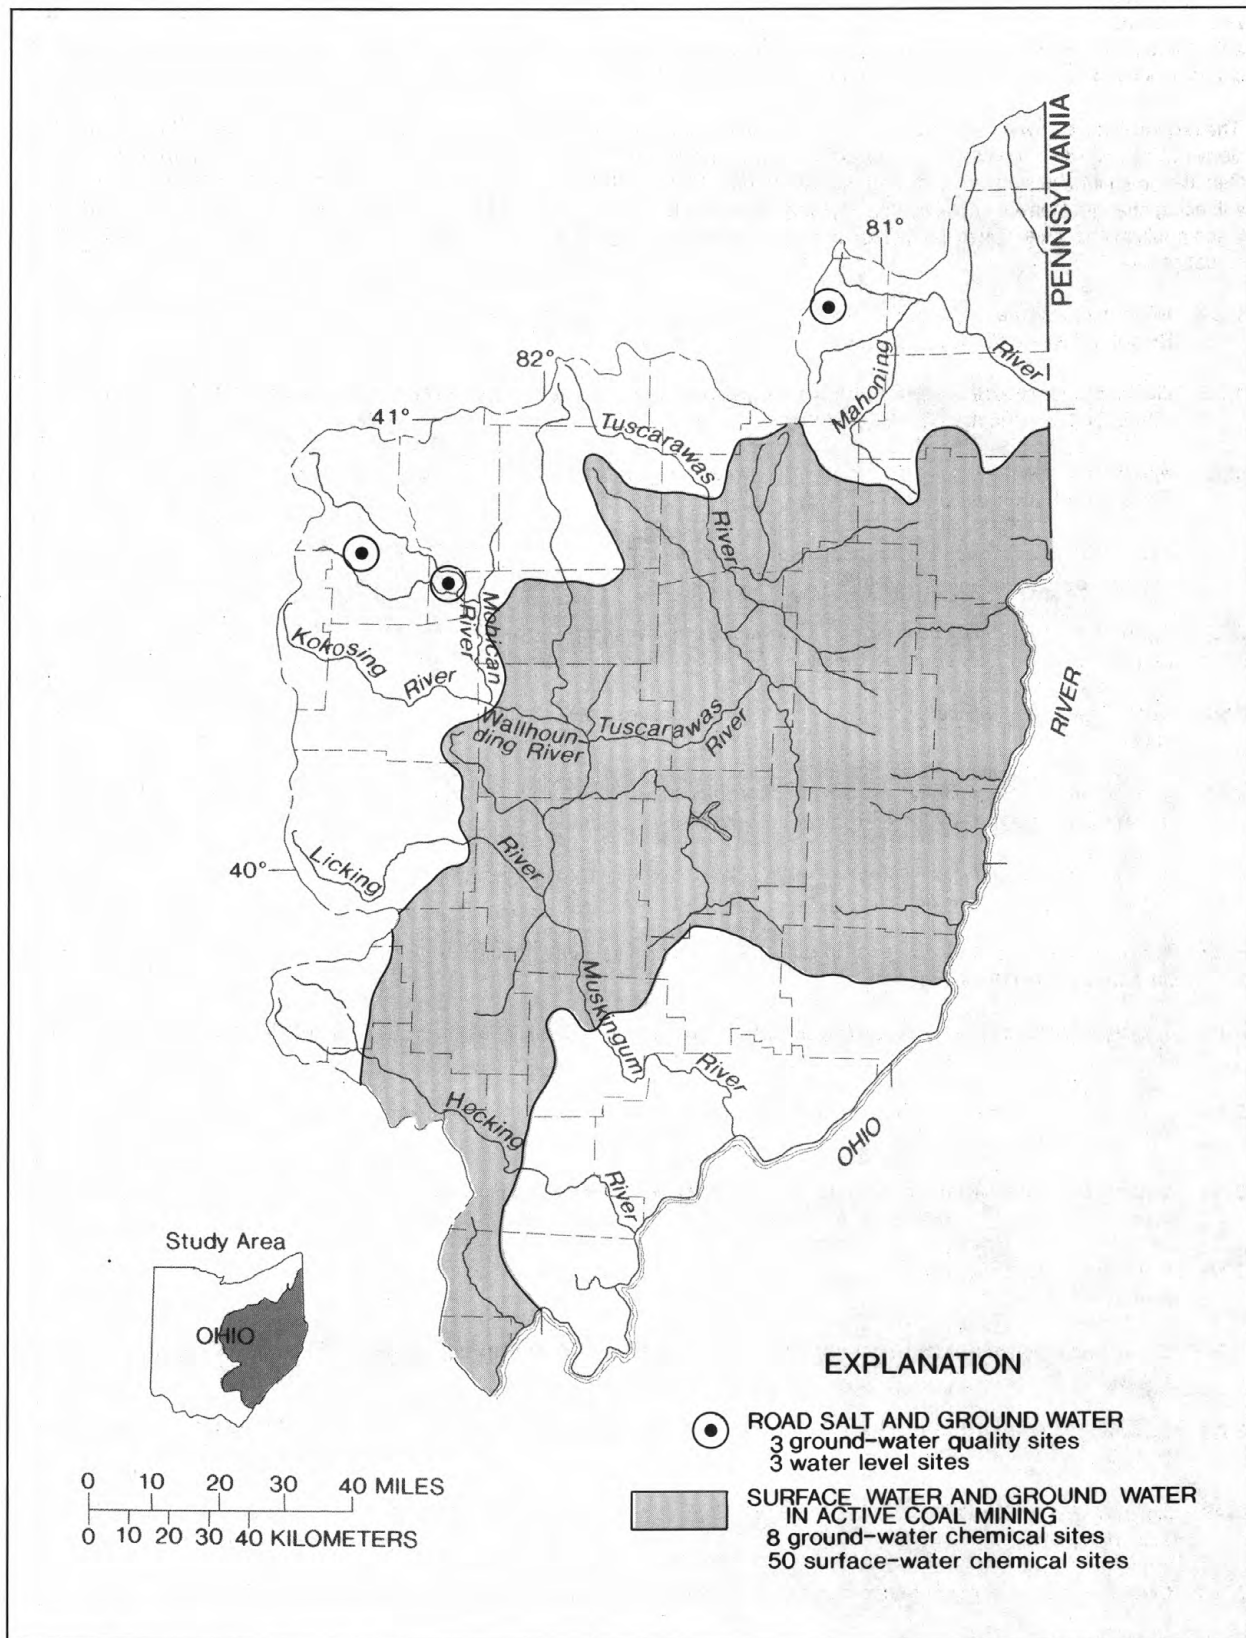 PENNSYLVANIA
81°
82°
41°
River
Mahoning
Tuscarawas
River
Mohican
River
Kokosing
River
RIVER
Wallhoun-
ding River
Tuscarawas
River
River
Licking
40°
Muskingum
River
Hocking
River
OHIO
Study Area
OHIO
EXPLANATION
ROAD SALT AND GROUND WATER
3 ground-water quality sites
3 water level sites
0 10 20 30 40 MILES
0 10 20 30 40 KILOMETERS
SURFACE WATER AND GROUND WATER
IN ACTIVE COAL MINING
8 ground-water chemical sites
50 surface-water chemical sites